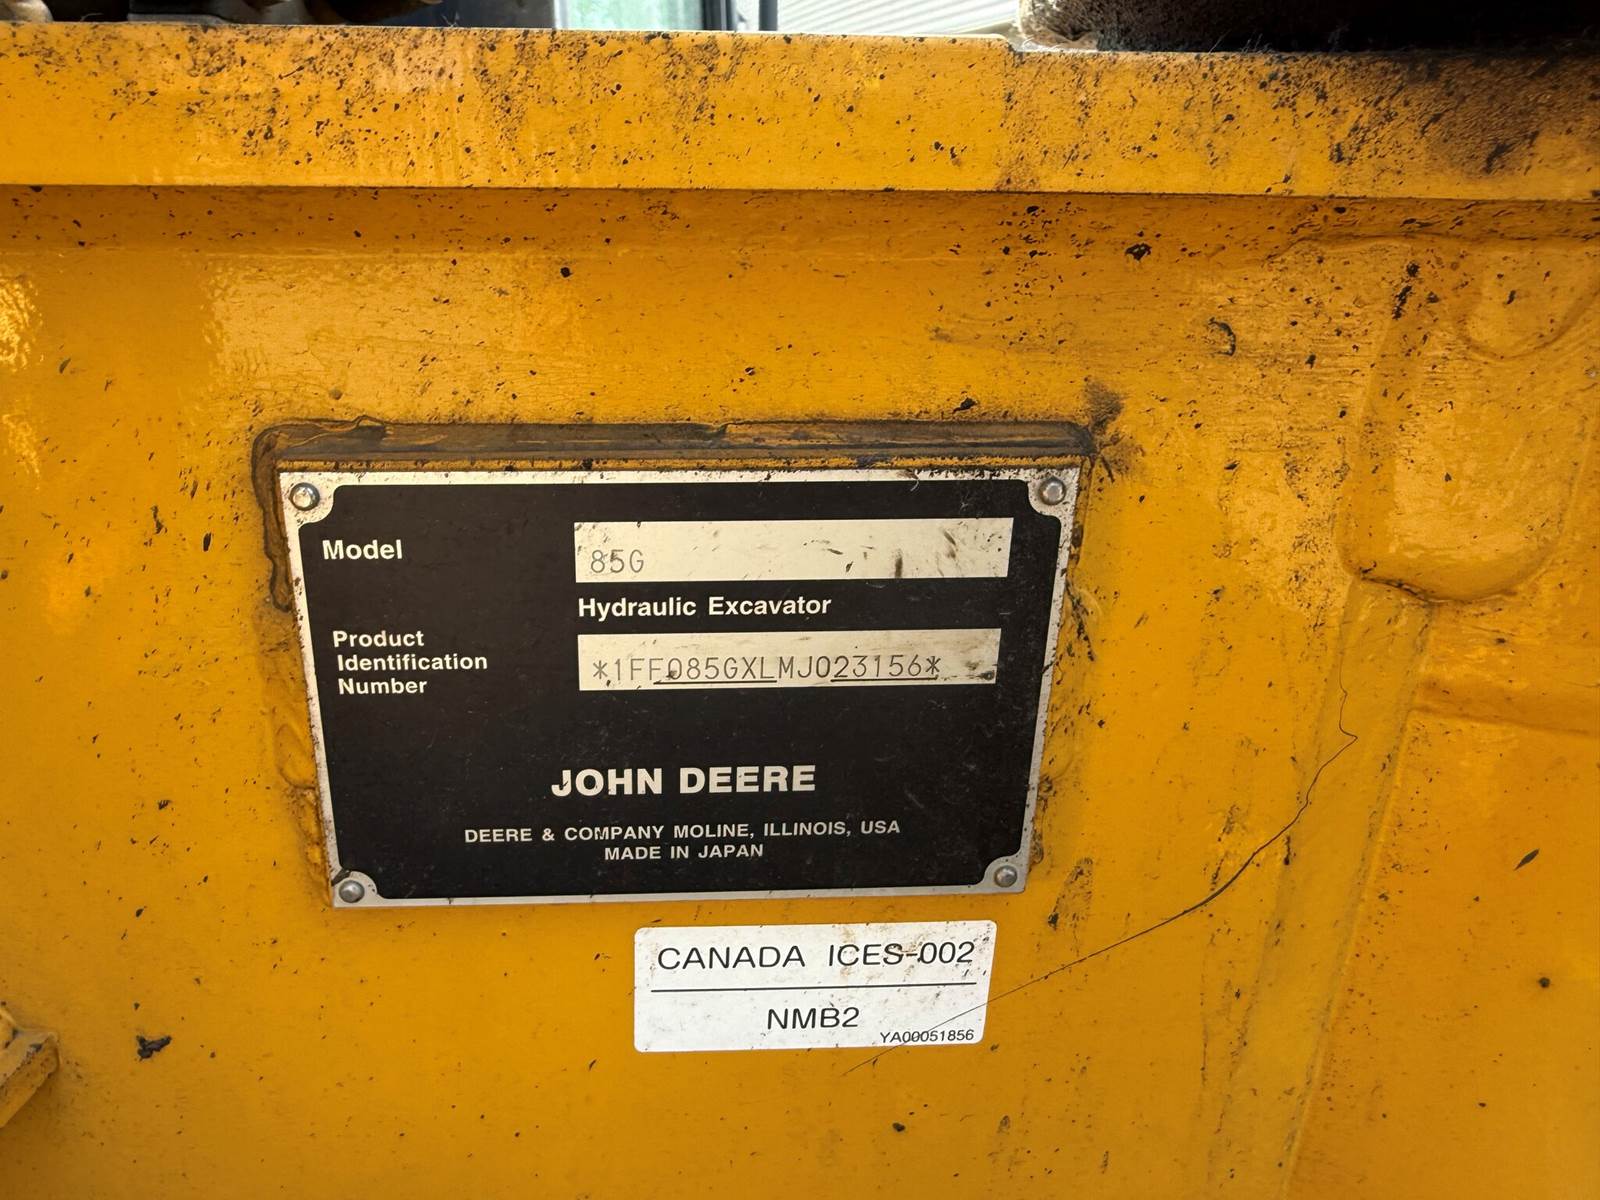 Model
85G
Hydraulic Excavator
Product
Identification
Number
*1FF085GXLMJ023156*
JOHN DEERE
DEERE & COMPANY MOLINE, ILLINOIS, USA
MADE IN JAPAN
CANADA ICES-002
NMB2
YA00051856